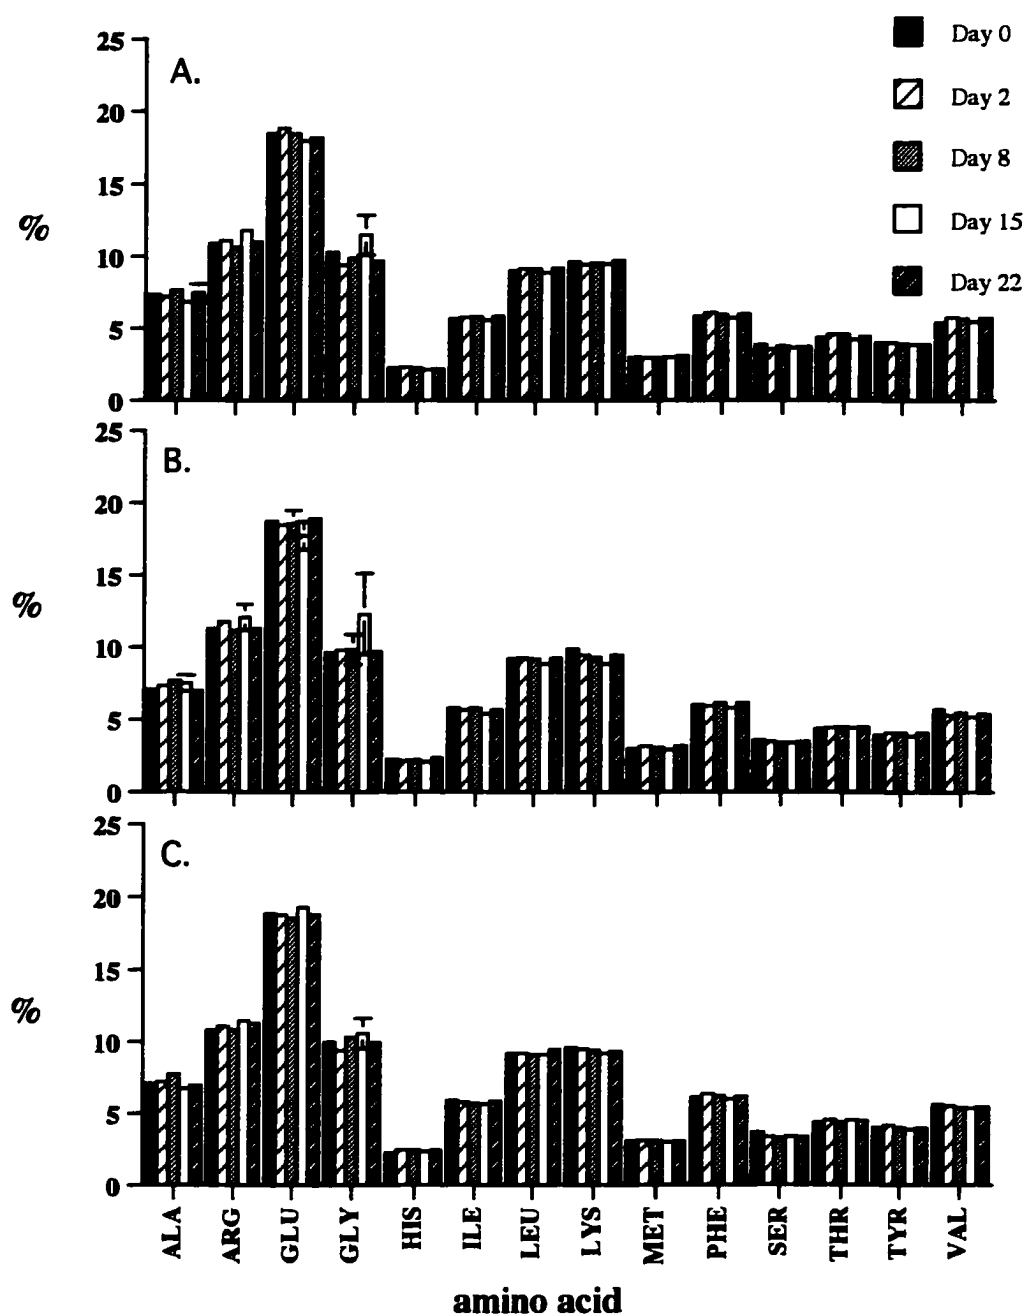 Day 0
Day 2
Day 8
Day 15
Day 22
A.
25
20
15
10
5
0
%
B.
25
20
15
10
5
0
%
C.
25
20
15
10
5
0
%
ALA ARG GLU GLY HIS ILE LEU LYS MET PHE SER THR TYR VAL
amino acid